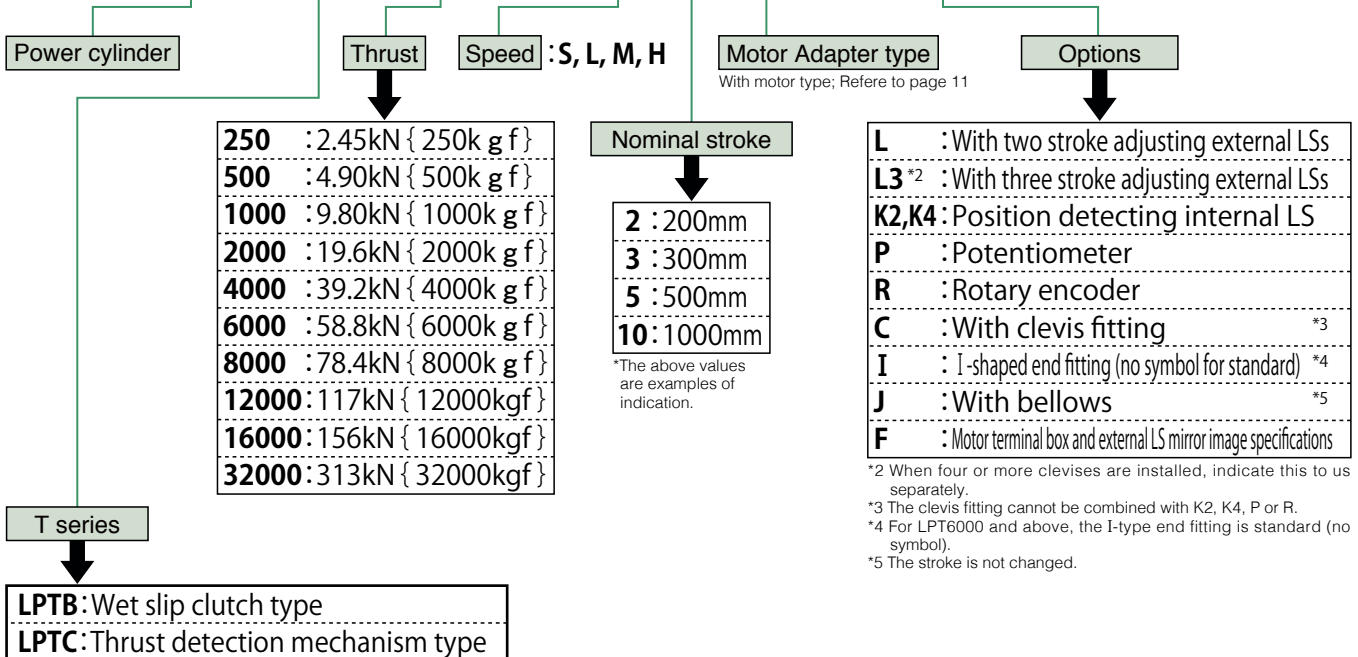 Power cylinder
Thrust
Speed : S, L, M, H
Motor Adapter type
With motor type; Refere to page 11
Options
250 : 2.45kN { 250k g f }
500 : 4.90kN { 500k g f }
1000 : 9.80kN { 1000k g f }
2000 : 19.6kN { 2000k g f }
4000 : 39.2kN { 4000k g f }
6000 : 58.8kN { 6000k g f }
8000 : 78.4kN { 8000k g f }
12000 : 117kN { 12000kgf }
16000 : 156kN { 16000kgf }
32000 : 313kN { 32000kgf }
Nominal stroke
2 : 200mm
3 : 300mm
5 : 500mm
10 : 1000mm
*The above values
are examples of
indication.
L : With two stroke adjusting external LSs
L3 *2 : With three stroke adjusting external LSs
K2,K4 : Position detecting internal LS
P : Potentiometer
R : Rotary encoder
C : With clevis fitting *3
I : I-shaped end fitting (no symbol for standard) *4
J : With bellows *5
F : Motor terminal box and external LS mirror image specifications
*2 When four or more clevises are installed, indicate this to us
separately.
*3 The clevis fitting cannot be combined with K2, K4, P or R.
*4 For LPT6000 and above, the I-type end fitting is standard (no
symbol).
*5 The stroke is not changed.
T series
LPTB : Wet slip clutch type
LPTC : Thrust detection mechanism type